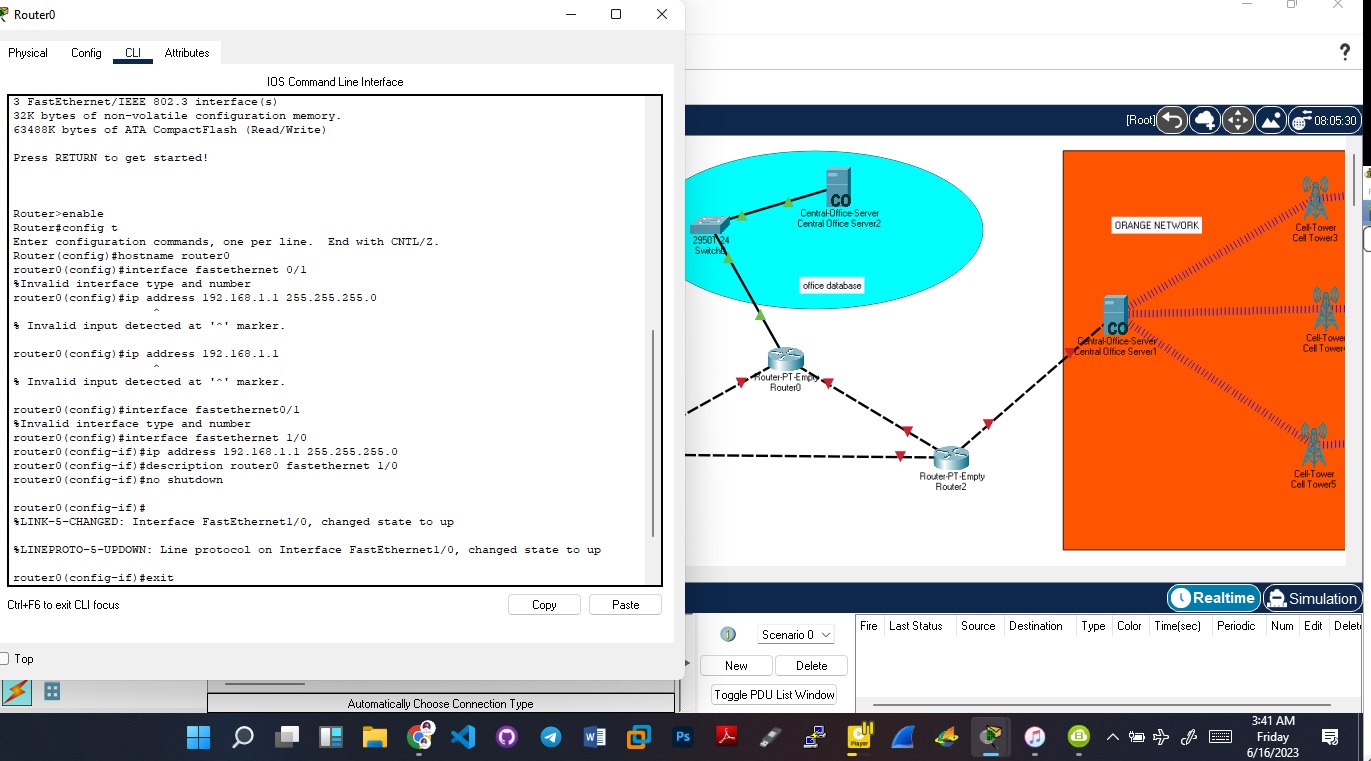 Router0
Physical
Config
CLI
Attributes
IOS Command Line Interface
3 FastEthernet/IEEE 802.3 interface(s)
32K bytes of non-volatile configuration memory.
63488K bytes of ATA CompactFlash (Read/Write)
Press RETURN to get started!
Router>enable
Router#config t
Enter configuration commands, one per line.  End with CNTL/Z.
Router(config)#hostname router0
router0(config)#interface fastethernet 0/1
%Invalid interface type and number
router0(config)#ip address 192.168.1.1 255.255.255.0
^
% Invalid input detected at '^' marker.
router0(config)#ip address 192.168.1.1
^
% Invalid input detected at '^' marker.
router0(config)#interface fastethernet0/1
%Invalid interface type and number
router0(config)#interface fastethernet 1/0
router0(config-if)#ip address 192.168.1.1 255.255.255.0
router0(config-if)#description router0 fastethernet 1/0
router0(config-if)#no shutdown
router0(config-if)#
%LINK-5-CHANGED: Interface FastEthernet1/0, changed state to up
%LINEPROTO-5-UPDOWN: Line protocol on Interface FastEthernet1/0, changed state to up
router0(config-if)#exit
Ctrl+F6 to exit CLI focus
Copy
Paste
Top
Automatically Choose Connection Type
?
[Root]
08:05:30
CO
Central-Office-Server
Central Office Server2
2950T-24
office database
Router-PT-Empty
Router0
Router-PT-Empty
Router2
ORANGE NETWORK
CO
Central-Office-Server
Central Office Server1
Cell-Tower
Cell Tower3
Cell-Tower
Cell Tower5
Realtime
Simulation
Scenario 0
New
Delete
Toggle PDU List Window
Fire
Last Status
Source
Destination
Type
Color
Time(sec)
Periodic
Num
Edit
Ps
Player
3:41 AM
Friday
6/16/2023